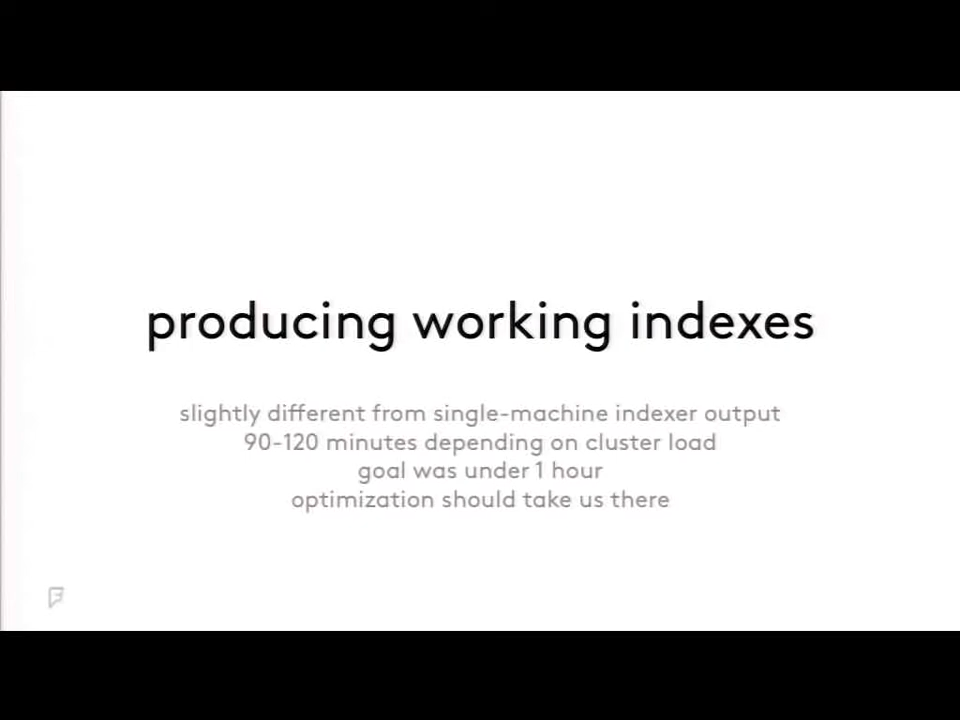 producing working indexes
slightly different from single-machine indexer output
90-120 minutes depending on cluster load
goal was under 1 hour
optimization should take us there